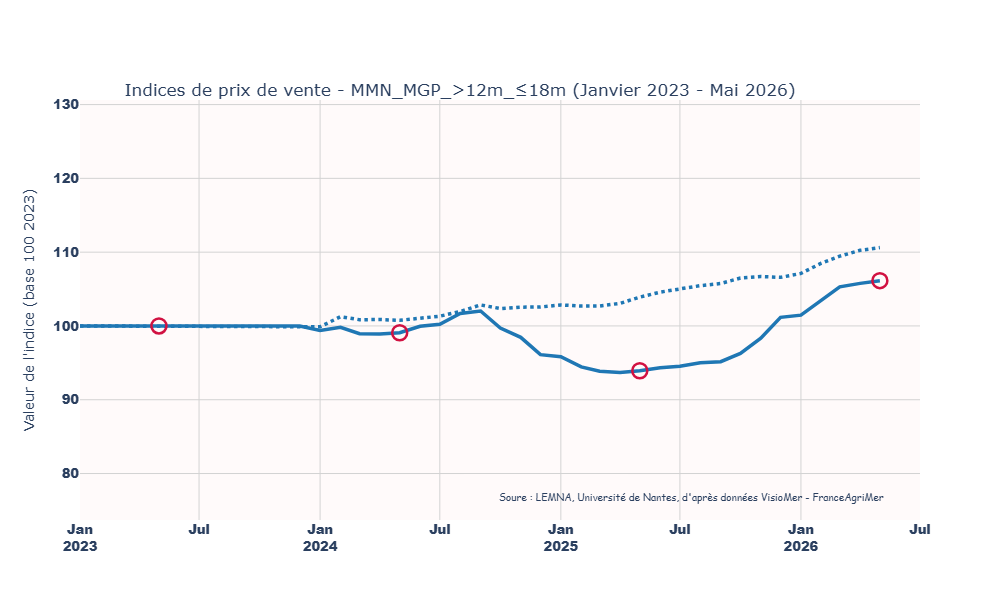 Indices de prix de vente - MMN_MGP_>12m_≤18m (Janvier 2023 - Mai 2026)
Valeur de l'indice (base 100 2023)
130
120
110
100
90
80
Soure : LEMNA, Université de Nantes, d'après données VisioMer - FranceAgriMer
Jan Jul Jan Jul Jan Jul Jan Jul
2023 2024 2025 2026